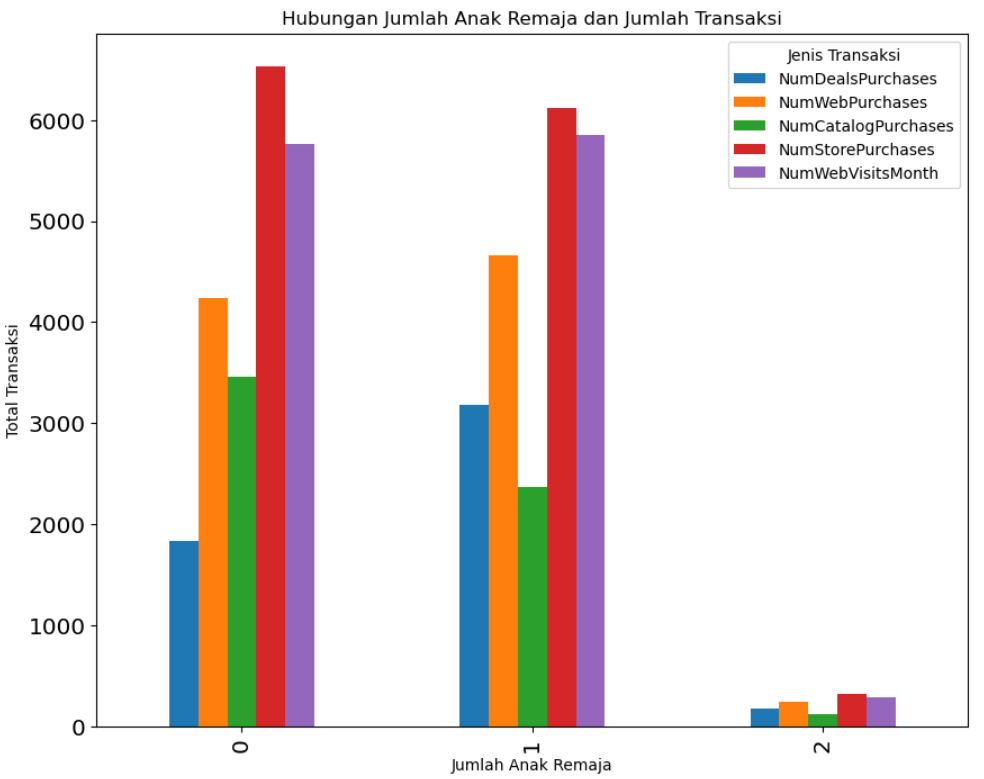 Hubungan Jumlah Anak Remaja dan Jumlah Transaksi
Jenis Transaksi
NumDealsPurchases
NumWebPurchases
NumCatalogPurchases
NumStorePurchases
NumWebVisitsMonth
Total Transaksi
6000
5000
4000
3000
2000
1000
0
0
1
2
Jumlah Anak Remaja